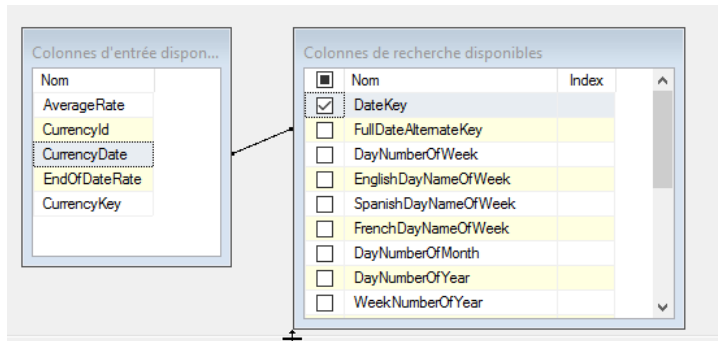 Colonnes d'entrée dispon...
Nom
AverageRate
CurrencyId
CurrencyDate
EndOfDateRate
CurrencyKey
Colonnes de recherche disponibles
Nom Index
DateKey
FullDateAlternateKey
DayNumberOfWeek
EnglishDayNameOfWeek
SpanishDayNameOfWeek
FrenchDayNameOfWeek
DayNumberOfMonth
DayNumberOfYear
WeekNumberOfYear